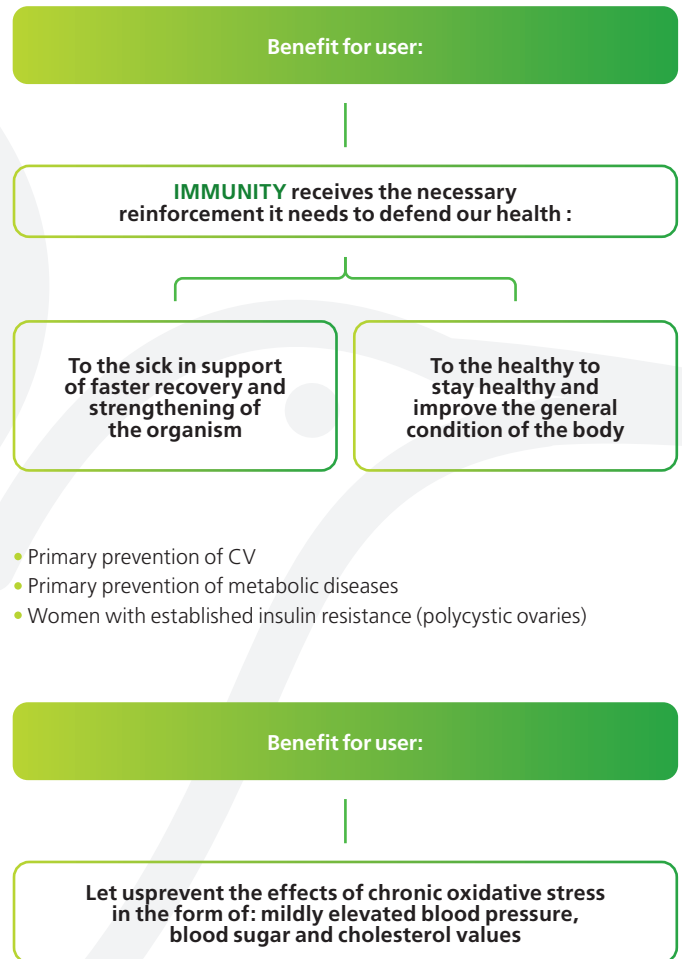 Benefit for user:
IMMUNITY receives the necessary
reinforcement it needs to defend our health :
To the sick in support
of faster recovery and
strengthening of
the organism
To the healthy to
stay healthy and
improve the general
condition of the body
• Primary prevention of CV
• Primary prevention of metabolic diseases
• Women with established insulin resistance (polycystic ovaries)
Benefit for user:
Let usprevent the effects of chronic oxidative stress
in the form of: mildly elevated blood pressure,
blood sugar and cholesterol values